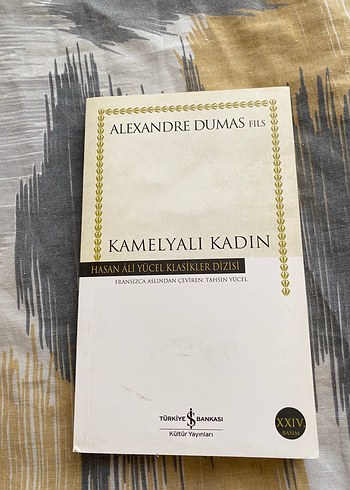 ALEXANDRE DUMAS FILS
KAMELYALI KADIN
HASAN ÂLİ YÜCEL KLASİKLER DİZİSİ
FRANSIZCA ASLINDAN ÇEVİREN: TAHSİN YÜCEL
TÜRKİYE İŞ BANKASI
Kültür Yayınları
XXIV.
BASIM